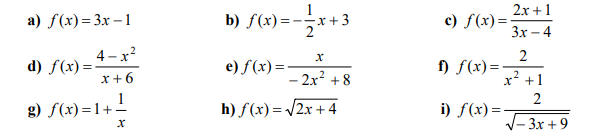 a) f(x) = 3x – 1 b) f(x) = –1/2 x + 3 c) f(x) = (2x + 1)/(3x – 4)
d) f(x) = (4 – x²)/(x + 6) e) f(x) = x/(– 2x² + 8) f) f(x) = 2/(x² + 1)
g) f(x) = 1 + 1/x h) f(x) = √(2x + 4) i) f(x) = 2/√(– 3x + 9)